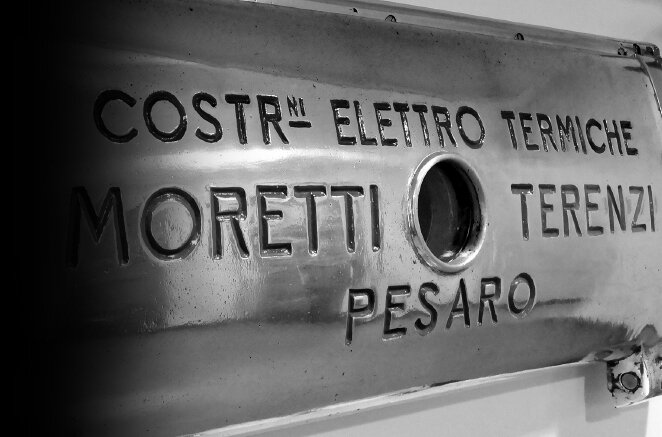 COSTRNI ELETTRO TERMICHE
MORETTI TERENZI
PESARO